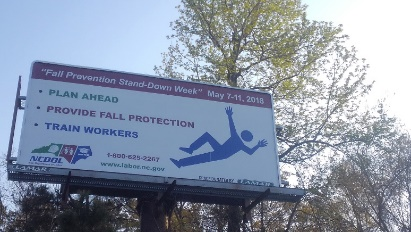 "Fall Prevention Stand-Down Week" May 7-11, 2018
• PLAN AHEAD
• PROVIDE FALL PROTECTION
• TRAIN WORKERS
NCDOL
1-800-625-2267
www.labor.nc.gov
LAMAR